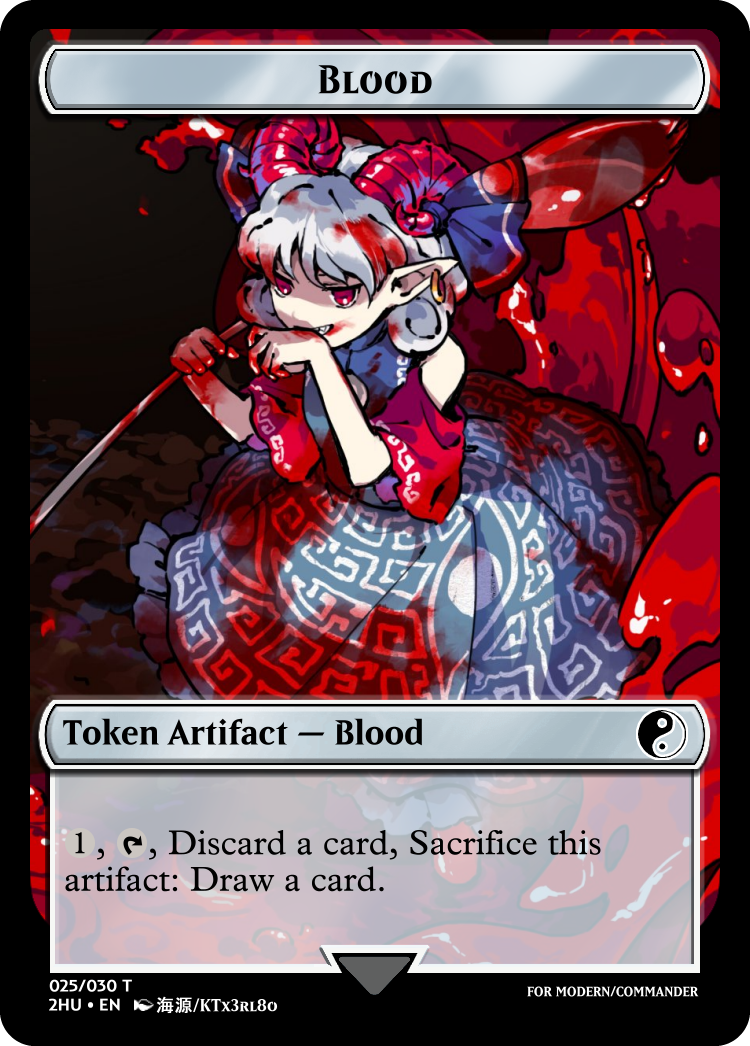 Blood
Token Artifact — Blood
1, , Discard a card, Sacrifice this
artifact: Draw a card.
025/030 T
2HU • EN 海源/KTx3rl80
FOR MODERN/COMMANDER